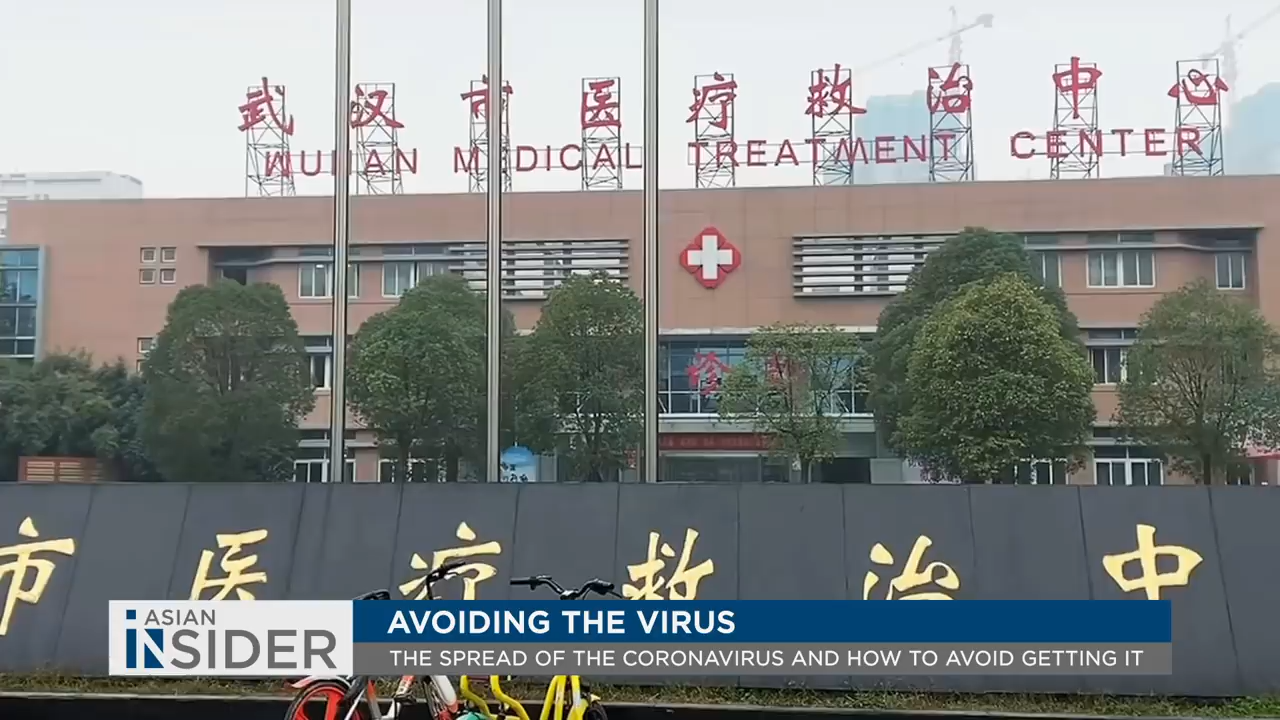 武汉市医疗救治中心
WUHAN MEDICAL TREATMENT CENTER
诊
市医疗救治中
ASIAN
INSIDER
AVOIDING THE VIRUS
THE SPREAD OF THE CORONAVIRUS AND HOW TO AVOID GETTING IT